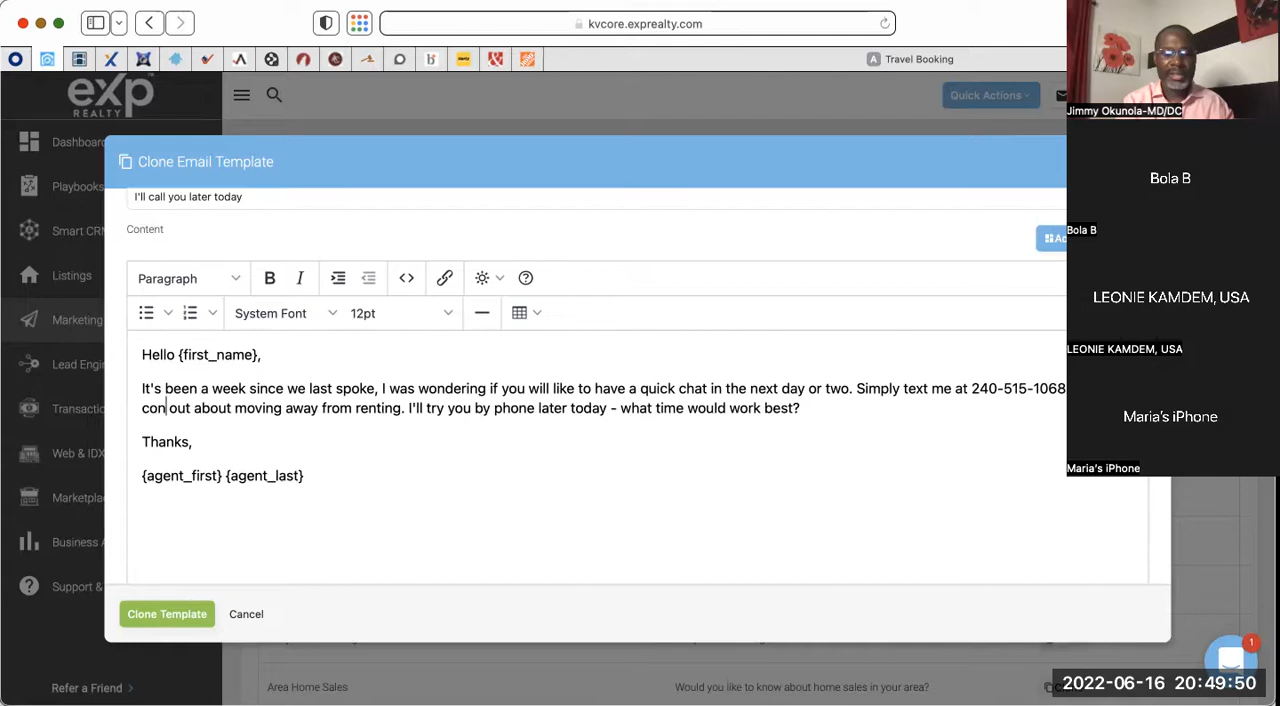 kvcore.exprealty.com
Travel Booking
eXp
REALTY
Quick Actions
Jimmy Okunola-MD/DC
Dashboar
Clone Email Template
Playbooks
I'll call you later today
Bola B
Smart CRM
Content
Bola B
Ad
Listings
Paragraph
B I
LEONIE KAMDEM, USA
System Font
12pt
Marketing
LEONIE KAMDEM, USA
Hello {first_name},
Lead Engin
It's been a week since we last spoke, I was wondering if you will like to have a quick chat in the next day or two. Simply text me at 240-515-1068
Transactio
con out about moving away from renting. I'll try you by phone later today - what time would work best?
Maria's iPhone
Thanks,
Web & IDX
Maria's iPhone
{agent_first} {agent_last}
Marketplac
Business A
Support &
Clone Template
Cancel
1
Refer a Friend
Area Home Sales
Would you like to know about home sales in your area?
2022-06-16 20:49:50